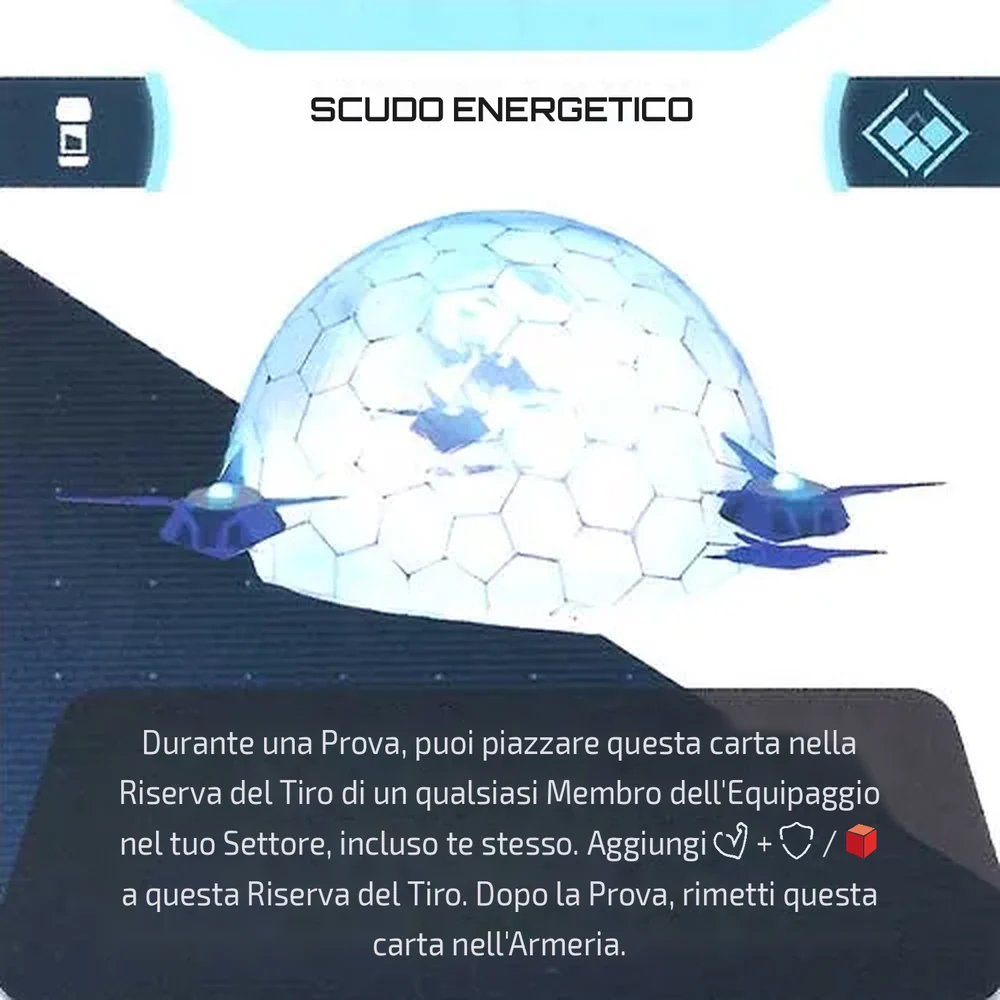 SCUDO ENERGETICO
Durante una Prova, puoi piazzare questa carta nella
Riserva del Tiro di un qualsiasi Membro dell'Equipaggio
nel tuo Settore, incluso te stesso. Aggiungi + /
a questa Riserva del Tiro. Dopo la Prova, rimetti questa
carta nell'Armeria.